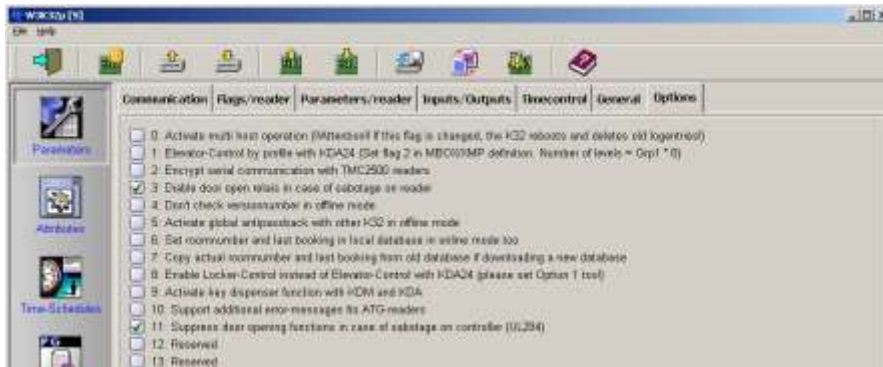 W3K32u [V]
File Help
Communication Flags/reader Parameters/reader Inputs/Outputs Timecontrol General Options
Parameters
0: Activate multi host operation (!!Attention!! If this flag is changed, the K32 reboots and deletes old logentries!)
1: Elevator-Control by profile with KDA24 (Set flag 2 in definition. Number of levels = Grp1 * 8)
2: Encrypt serial communication with TMC2500 readers
3: door open relais in case of sabotage on reader
4: Don't check versionnumber in offline mode
5: Activate global antipassback with other K32 in offline mode
6: Set roomnumber and last booking in local database in online mode too
7: Copy actual roomnumber and last booking from old database if downloading a new database
8: Enable Locker-Control instead of Elevator-Control with KDA24 (please set Option 1 too!)
Attributes
9: Activate key dispenser function with KDM and KDA
10: Support additional error-messages for ATG-readers
11: Suppress door opening functions in case of sabotage on controller (UL294)
12: Reserved
13: Reserved
Time-Schedules